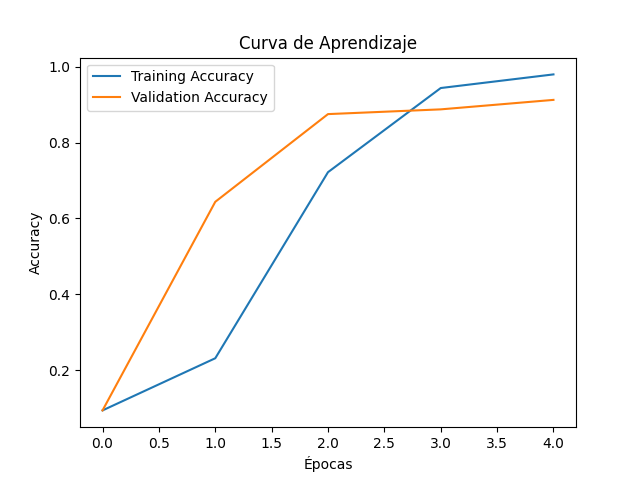 Curva de Aprendizaje
Training Accuracy
Validation Accuracy
Accuracy
1.0
0.8
0.6
0.4
0.2
0.0 0.5 1.0 1.5 2.0 2.5 3.0 3.5 4.0
Épocas